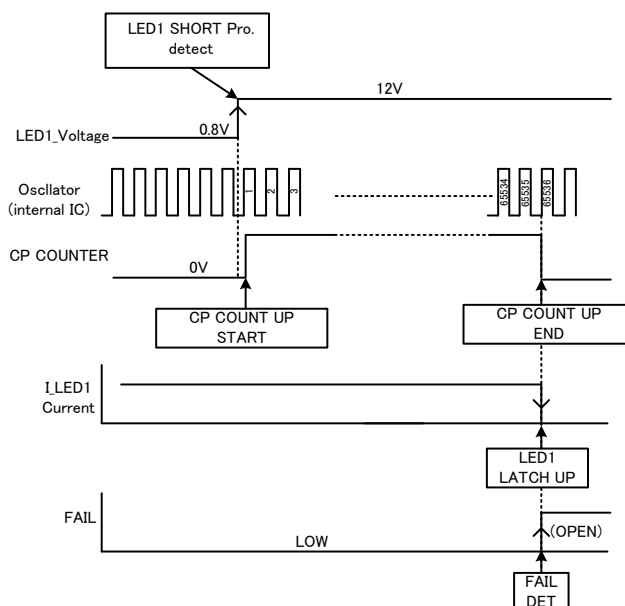 LED1 SHORT Pro.
detect
12V
0.8V
LED1_Voltage
Oscllator
(internal IC)
1 2 3
65534 65535 65536
CP COUNTER
0V
CP COUNT UP
START
CP COUNT UP
END
I_LED1
Current
LED1
LATCH UP
FAIL
LOW
(OPEN)
FAIL
DET